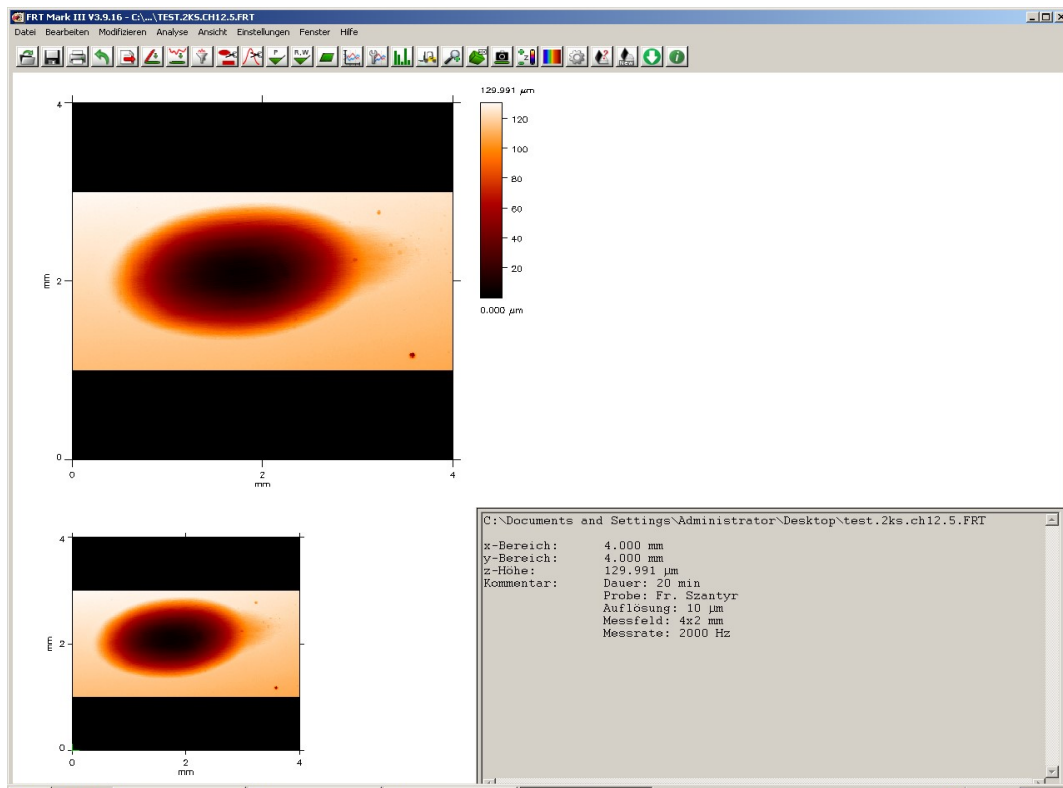 FRT Mark III V3.9.16 - C:\...\TEST.2KS.CH12.5.FRT
Datei Bearbeiten Modifizieren Analyse Ansicht Einstellungen Fenster Hilfe
129.991 µm
120
100
80
60
40
20
0.000 µm
4
mm 2
0
0 2 4
mm
4
mm 2
0
0 2 4
mm
C:\Documents and Settings\Administrator\Desktop\test.2ks.ch12.5.FRT
x-Bereich: 4.000 mm
y-Bereich: 4.000 mm
z-Höhe: 129.991 µm
Kommentar: Dauer: 20 min
Probe: Fr. Szantyr
Auflösung: 10 µm
Messfeld: 4x2 mm
Messrate: 2000 Hz